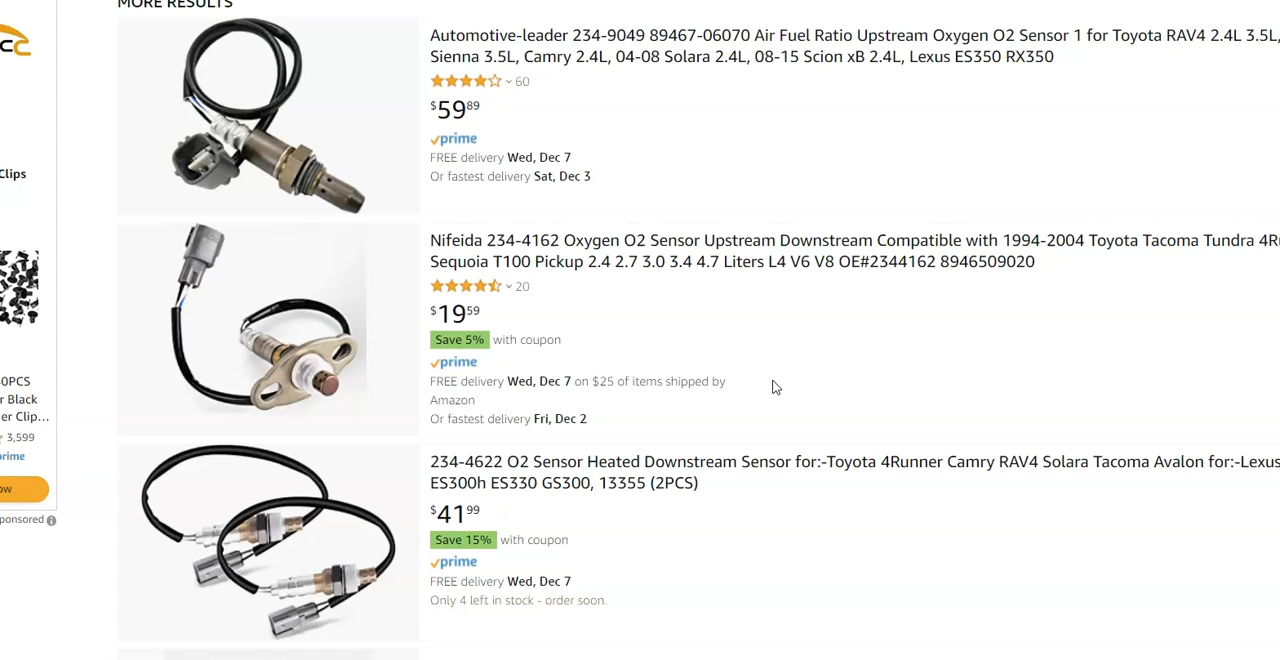 MORE RESULTS
Automotive-leader 234-9049 89467-06070 Air Fuel Ratio Upstream Oxygen O2 Sensor 1 for Toyota RAV4 2.4L 3.5L,
Sienna 3.5L, Camry 2.4L, 04-08 Solara 2.4L, 08-15 Scion xB 2.4L, Lexus ES350 RX350
60
$59 89
prime
FREE delivery Wed, Dec 7
Or fastest delivery Sat, Dec 3
Clips
Nifeida 234-4162 Oxygen O2 Sensor Upstream Downstream Compatible with 1994-2004 Toyota Tacoma Tundra 4R
Sequoia T100 Pickup 2.4 2.7 3.0 3.4 4.7 Liters L4 V6 V8 OE#2344162 8946509020
20
$19 59
Save 5% with coupon
prime
FREE delivery Wed, Dec 7 on $25 of items shipped by
Amazon
Or fastest delivery Fri, Dec 2
0PCS
r Black
er Clip...
3,599
rime
ow
ponsored
234-4622 O2 Sensor Heated Downstream Sensor for:-Toyota 4Runner Camry RAV4 Solara Tacoma Avalon for:-Lexus
ES300h ES330 GS300, 13355 (2PCS)
$41 99
Save 15% with coupon
prime
FREE delivery Wed, Dec 7
Only 4 left in stock - order soon.